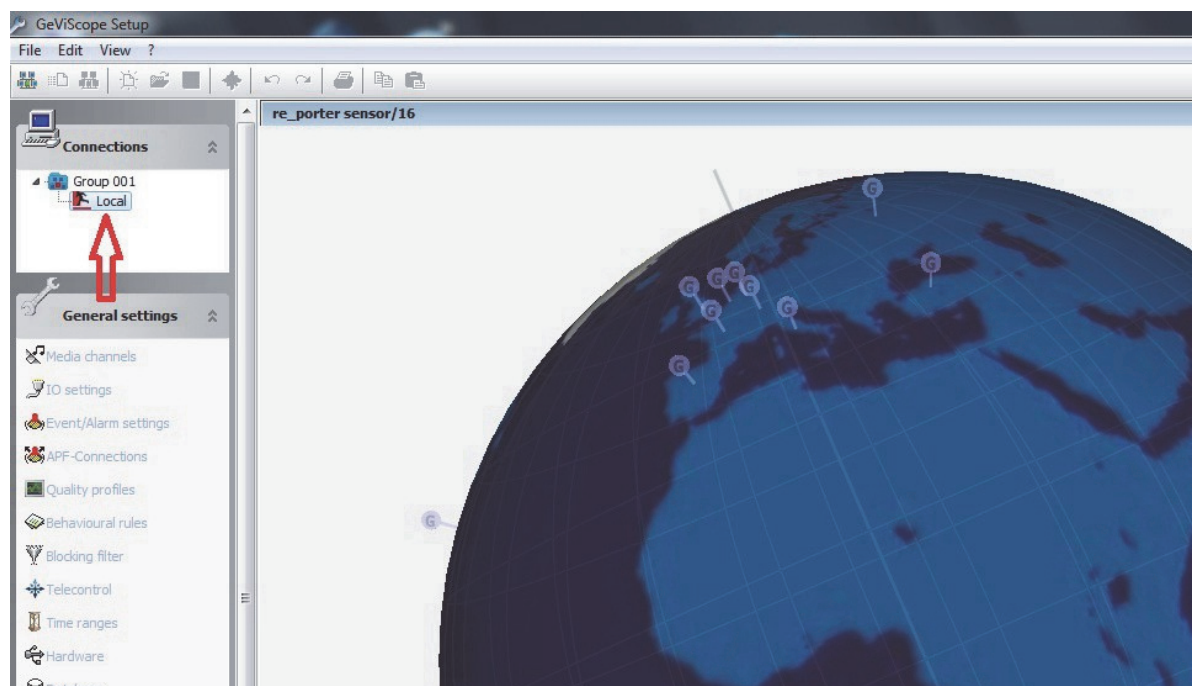 GeViScope Setup
File Edit View ?
re_porter sensor/16
Connections
Group 001
Local
General settings
Media channels
IO settings
Event/Alarm settings
APF-Connections
Quality profiles
Behavioural rules
Blocking filter
Telecontrol
Time ranges
Hardware
G
G
G
G
G
G
G
G
G
G